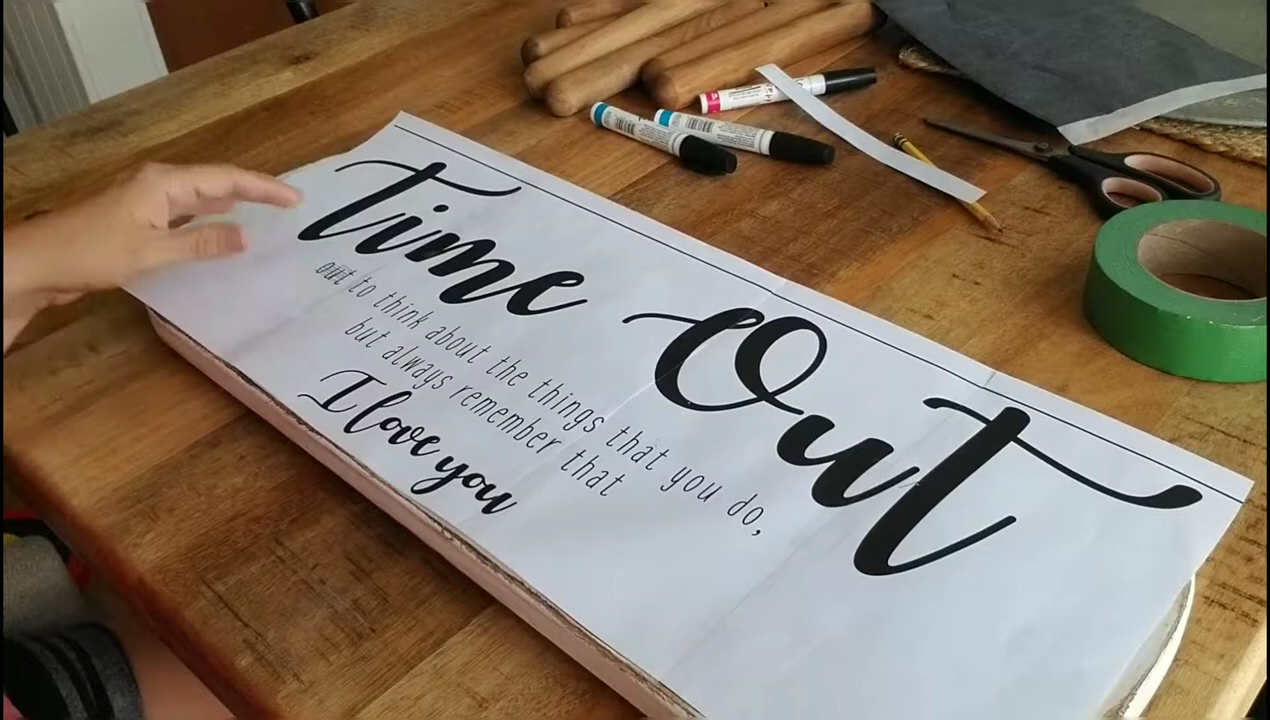 Time Out
out to think about the things that you do,
but always remember that
I love you